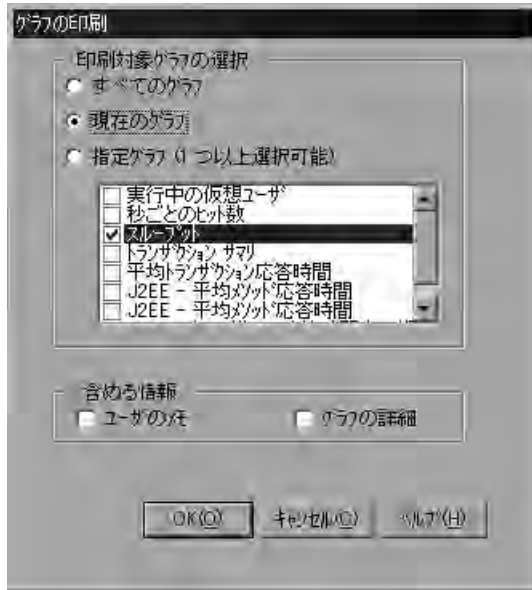 グラフの印刷
印刷対象グラフの選択
すべてのグラフ
現在のグラフ
指定グラフ (1 つ以上選択可能)
実行中の仮想ユーザ
秒ごとのヒット数
スループット
トランザクション サマリ
平均トランザクション応答時間
J2EE - 平均メソッド応答時間
J2EE - 平均メソッド応答時間
含める情報
ユーザのメモ
グラフの詳細
OK(O)
キャンセル(C)
ヘルプ(H)